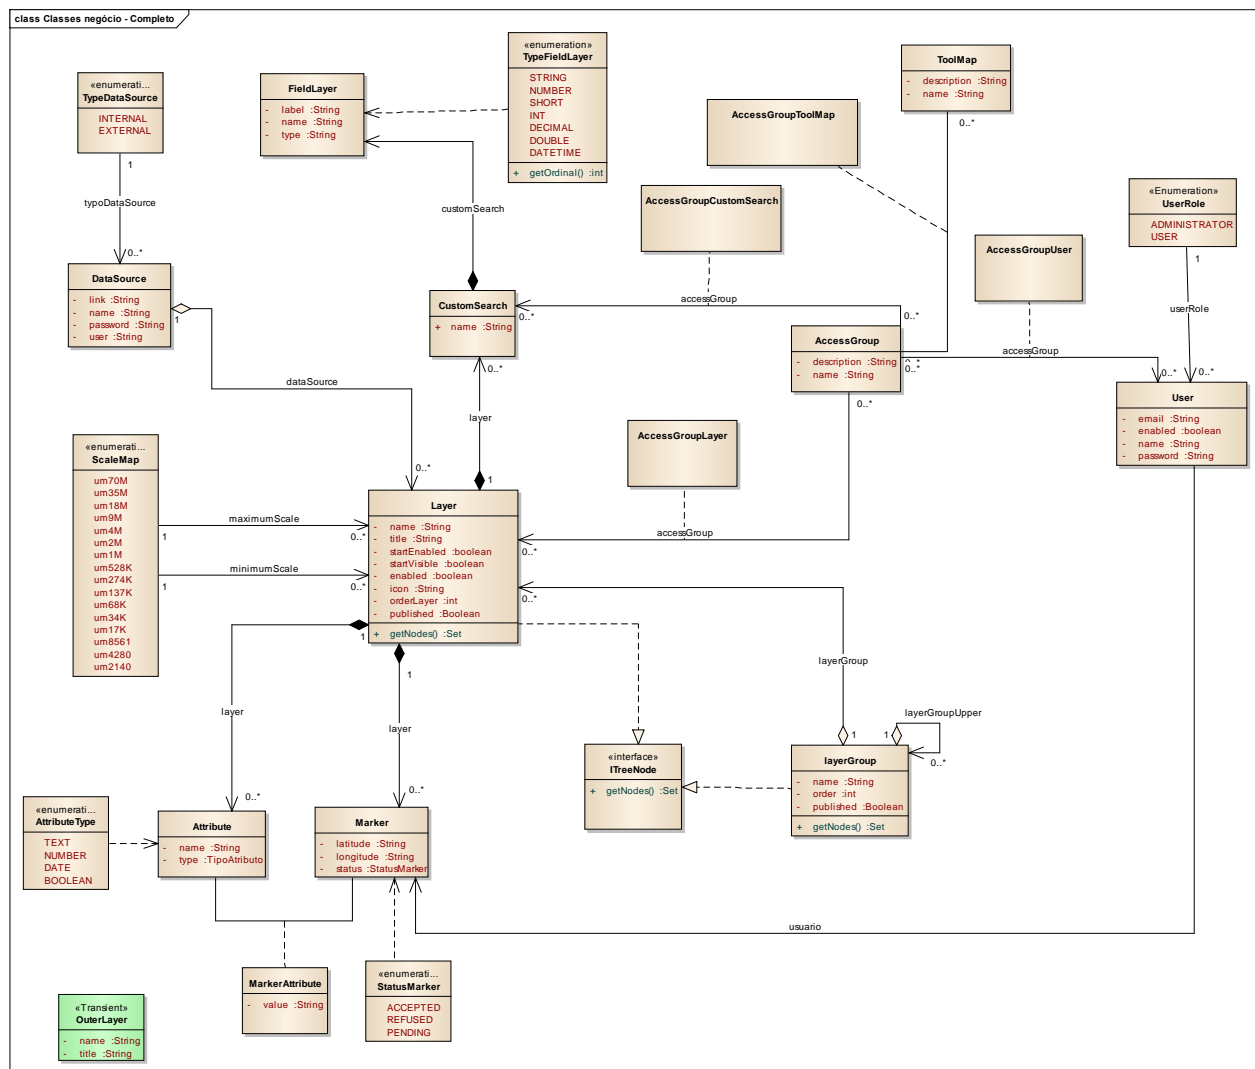 class Classes negócio - Completo
«enumerati...
TypeDataSource
INTERNAL
EXTERNAL
1
typoDataSource
0..*
DataSource
- link :String
- name :String
- password :String
- user :String
1
dataSource
0..*
FieldLayer
- label :String
- name :String
- type :String
«enumeration»
TypeFieldLayer
STRING
NUMBER
SHORT
INT
DECIMAL
DOUBLE
DATETIME
+ getOrdinal() :int
customSearch
CustomSearch
+ name :String
0..*
0..*
layer
1
AccessGroupCustomSearch
accessGroup
0..*
AccessGroupToolMap
ToolMap
- description :String
- name :String
0..*
AccessGroup
- description :String
- name :String
0..*
0..*
0..*
AccessGroupUser
accessGroup
0..*
«Enumeration»
UserRole
ADMINISTRATOR
USER
1
userRole
0..*
User
- email :String
- enabled :boolean
- name :String
- password :String
AccessGroupLayer
accessGroup
0..*
«enumerati...
ScaleMap
um70M
um35M
um18M
um9M
um4M
um2M
um1M
um528K
um274K
um137K
um68K
um34K
um17K
um8561
um4280
um2140
maximumScale
1
0..*
minimumScale
1
0..*
Layer
- name :String
- title :String
- startEnabled :boolean
- startVisible :boolean
- enabled :boolean
- icon :String
- orderLayer :int
- published :Boolean
+ getNodes() :Set
0..*
1
1
layer
layer
0..*
0..*
layerGroup
layerGroupUpper
1
1
0..*
«interface»
ITreeNode
+ getNodes() :Set
layerGroup
- name :String
- order :int
- published :Boolean
+ getNodes() :Set
«enumerati...
AttributeType
TEXT
NUMBER
DATE
BOOLEAN
Attribute
- name :String
- type :TipoAtributo
Marker
- latitude :String
- longitude :String
- status :StatusMarker
usuario
MarkerAttribute
- value :String
«enumerati...
StatusMarker
ACCEPTED
REFUSED
PENDING
«Transient»
OuterLayer
- name :String
- title :String